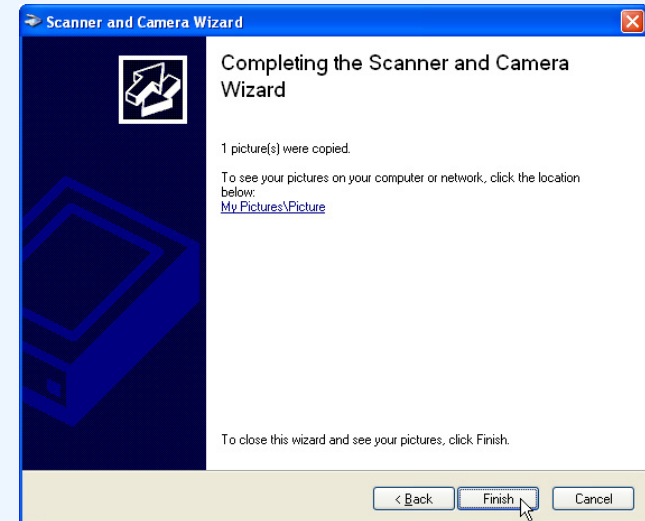 Scanner and Camera Wizard
Completing the Scanner and Camera
Wizard
1 picture(s) were copied.
To see your pictures on your computer or network, click the location
below:
My Pictures\Picture
To close this wizard and see your pictures, click Finish.
< Back Finish Cancel